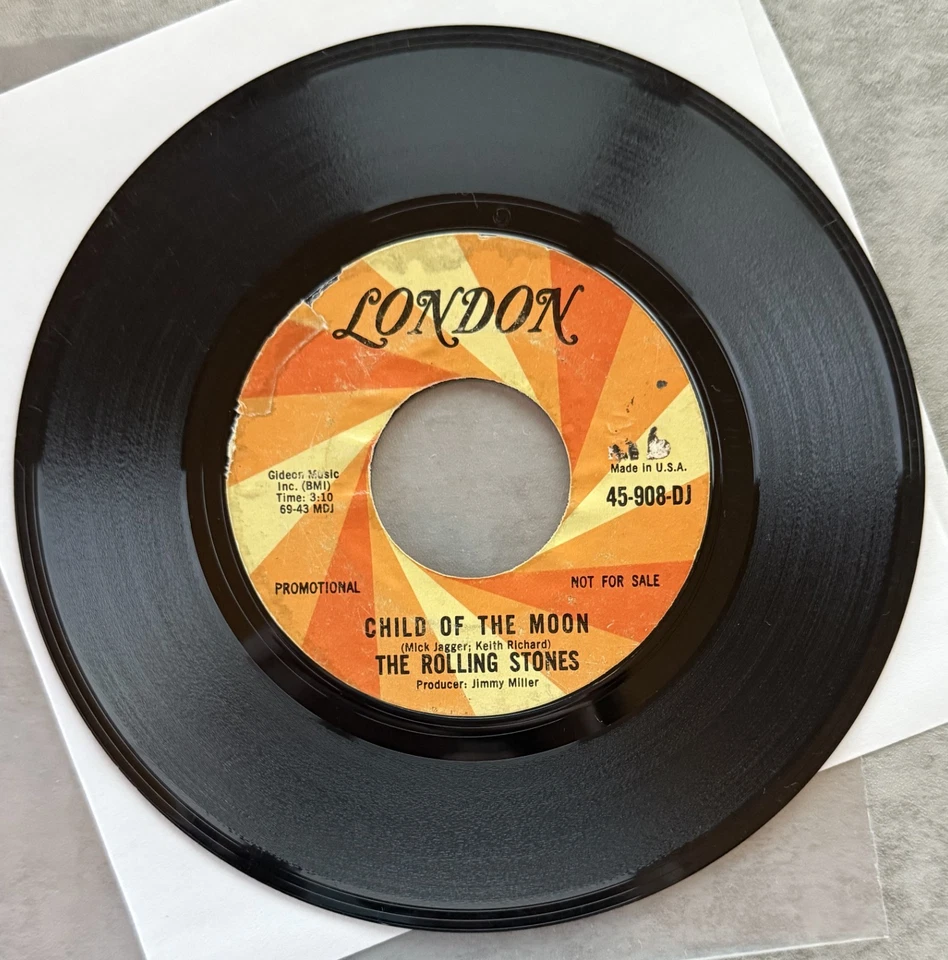 LONDON
Gideon Music
Inc. (BMI)
Time: 3:10
69-43 MDJ
Made in U.S.A.
45-908-DJ
PROMOTIONAL
NOT FOR SALE
CHILD OF THE MOON
(Mick Jagger; Keith Richard)
THE ROLLING STONES
Producer: Jimmy Miller